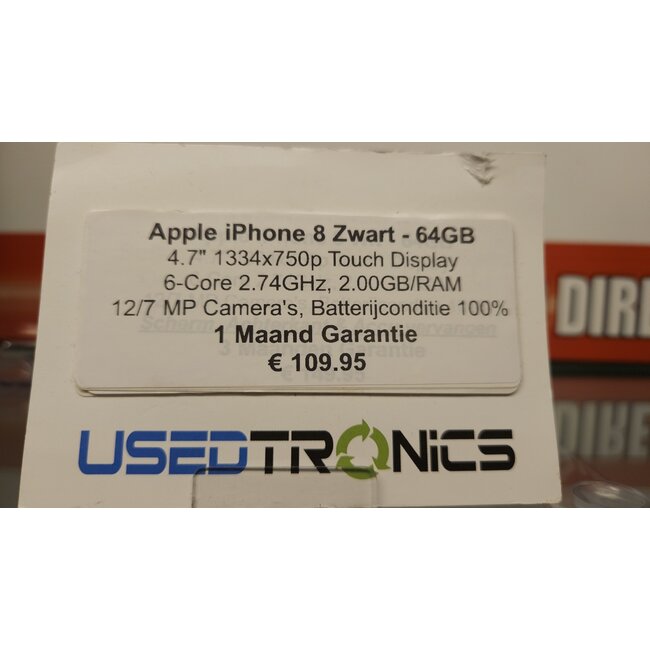 Apple iPhone 8 Zwart - 64GB
4.7" 1334x750p Touch Display
6-Core 2.74GHz, 2.00GB/RAM
12/7 MP Camera's, Batterijconditie 100%
1 Maand Garantie
€ 109.95
USEDTRONiCS
DIRE